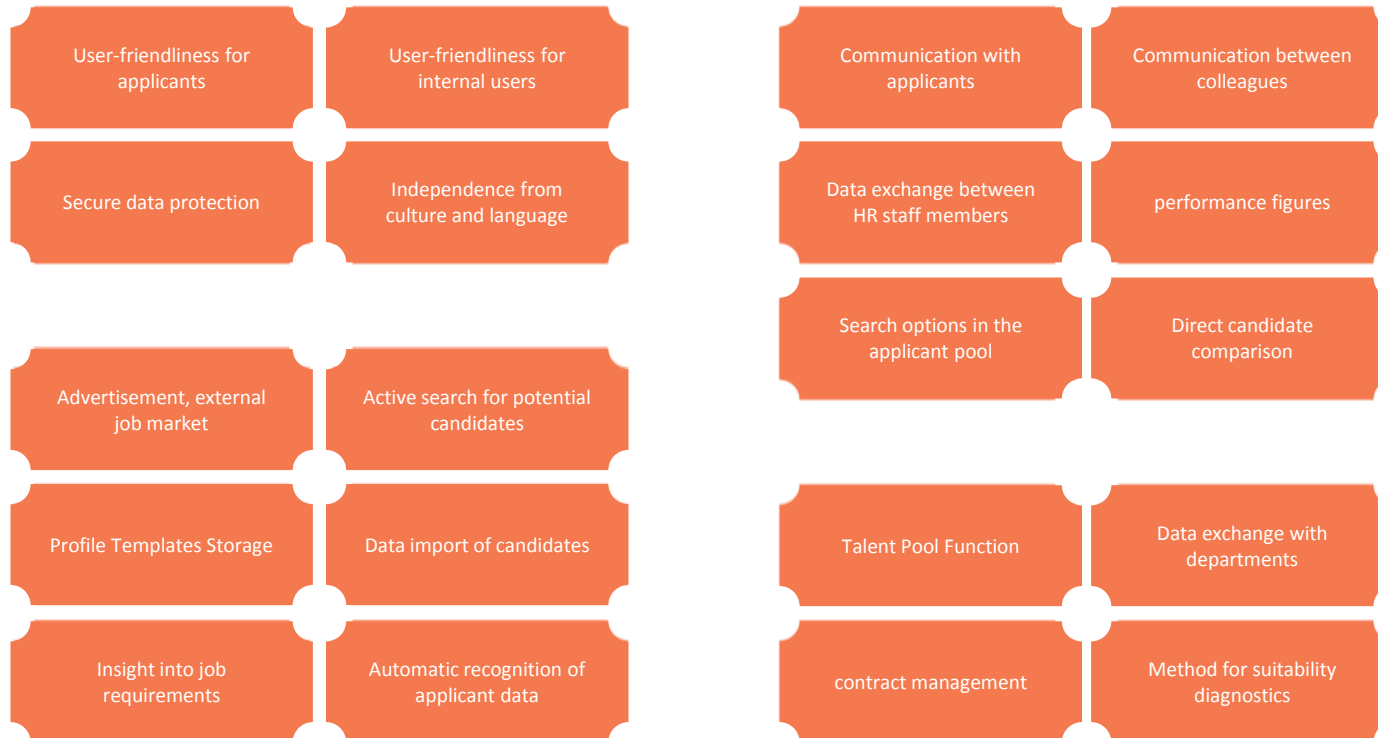 User-friendliness for
applicants
User-friendliness for
internal users
Secure data protection
Independence from
culture and language
Advertisement, external
job market
Active search for potential
candidates
Profile Templates Storage
Data import of candidates
Insight into job
requirements
Automatic recognition of
applicant data
Communication with
applicants
Communication between
colleagues
Data exchange between
HR staff members
performance figures
Search options in the
applicant pool
Direct candidate
comparison
Talent Pool Function
Data exchange with
departments
contract management
Method for suitability
diagnostics